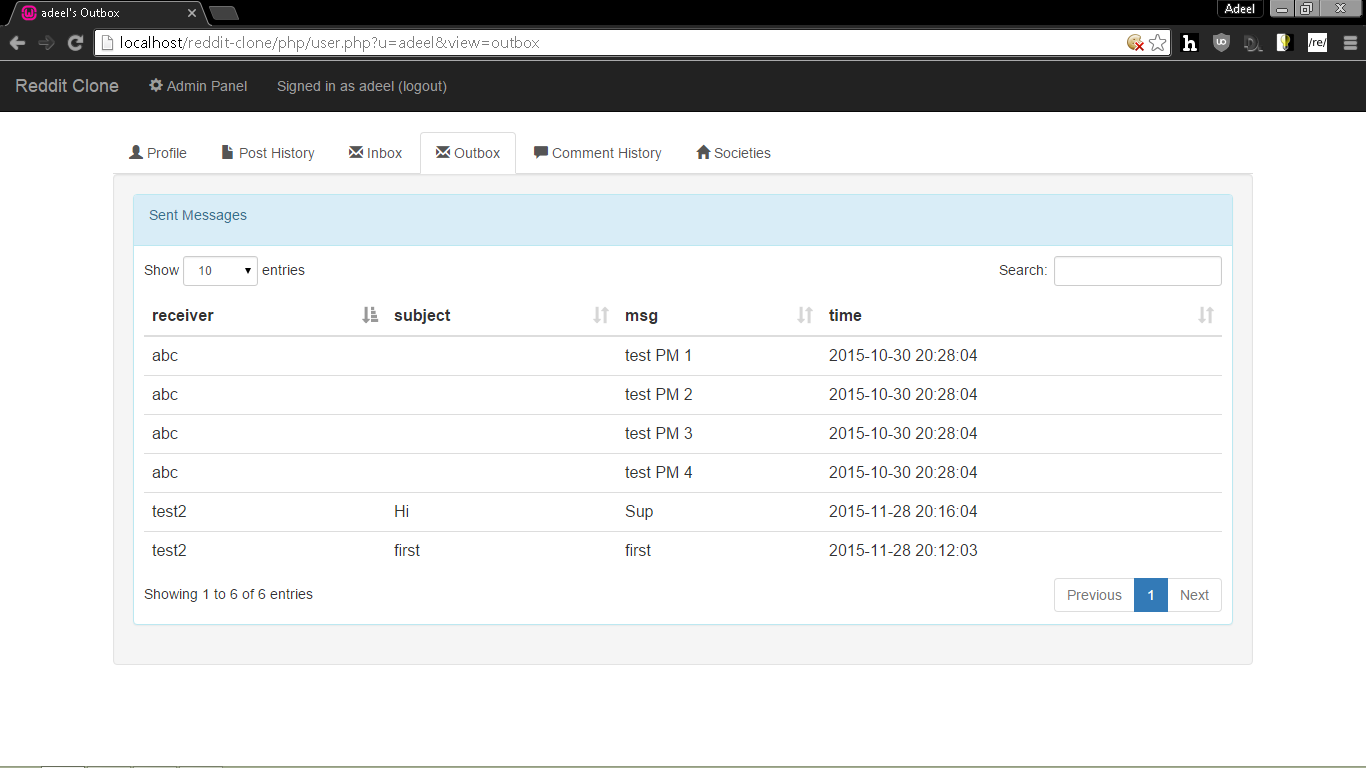 adeel's Outbox
Adeel
localhost/reddit-clone/php/user.php?u=adeel&view=outbox
Reddit Clone Admin Panel Signed in as adeel (logout)
Profile Post History Inbox Outbox Comment History Societies
Sent Messages
Show 10 entries Search:
receiver subject msg time
abc test PM 1 2015-10-30 20:28:04
abc test PM 2 2015-10-30 20:28:04
abc test PM 3 2015-10-30 20:28:04
abc test PM 4 2015-10-30 20:28:04
test2 Hi Sup 2015-11-28 20:16:04
test2 first first 2015-11-28 20:12:03
Showing 1 to 6 of 6 entries Previous 1 Next